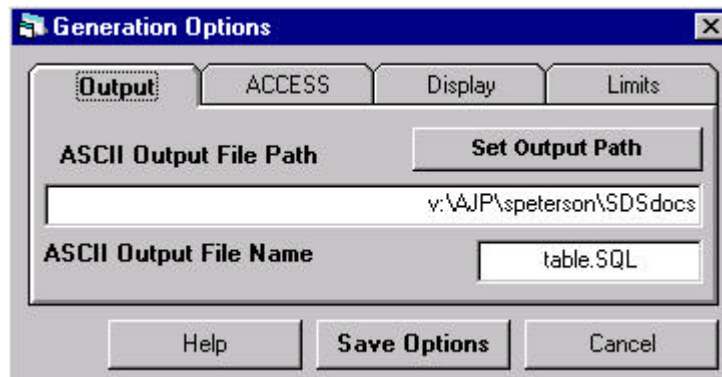 Generation Options
Output ACCESS Display Limits
ASCII Output File Path Set Output Path
v:\AJP\speterson\SDSdocs
ASCII Output File Name table.SQL
Help Save Options Cancel